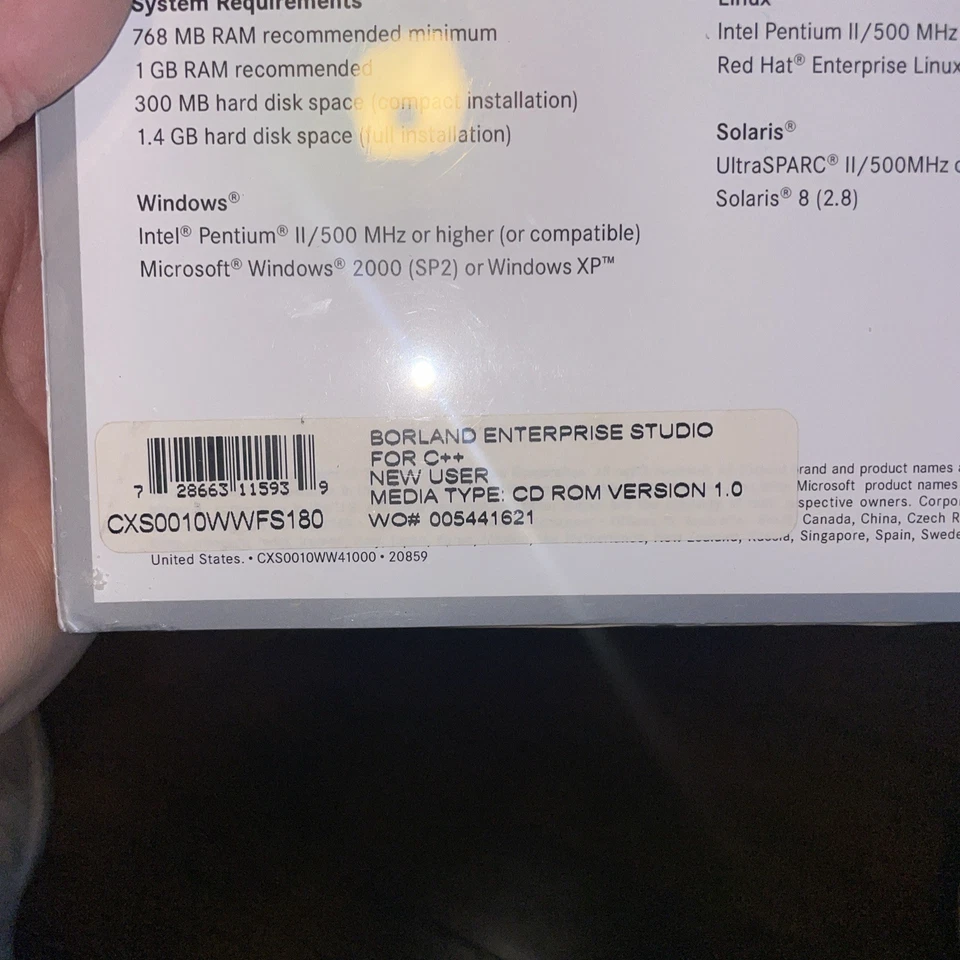 System Requirements
768 MB RAM recommended minimum
1 GB RAM recommended
300 MB hard disk space (compact installation)
1.4 GB hard disk space (full installation)
Windows®
Intel® Pentium® II/500 MHz or higher (or compatible)
Microsoft® Windows® 2000 (SP2) or Windows XP™
Linux
Intel Pentium II/500 MHz
Red Hat® Enterprise Linux
Solaris®
UltraSPARC® II/500MHz
Solaris® 8 (2.8)
7 28663 11593 9
CXS0010WWFS180
BORLAND ENTERPRISE STUDIO
FOR C++
NEW USER
MEDIA TYPE: CD ROM VERSION 1.0
WO# 005441621
and product names
Microsoft product names
owners.
Canada, China, Czech
Singapore, Spain,
United States. • CXS0010WW41000 • 20859